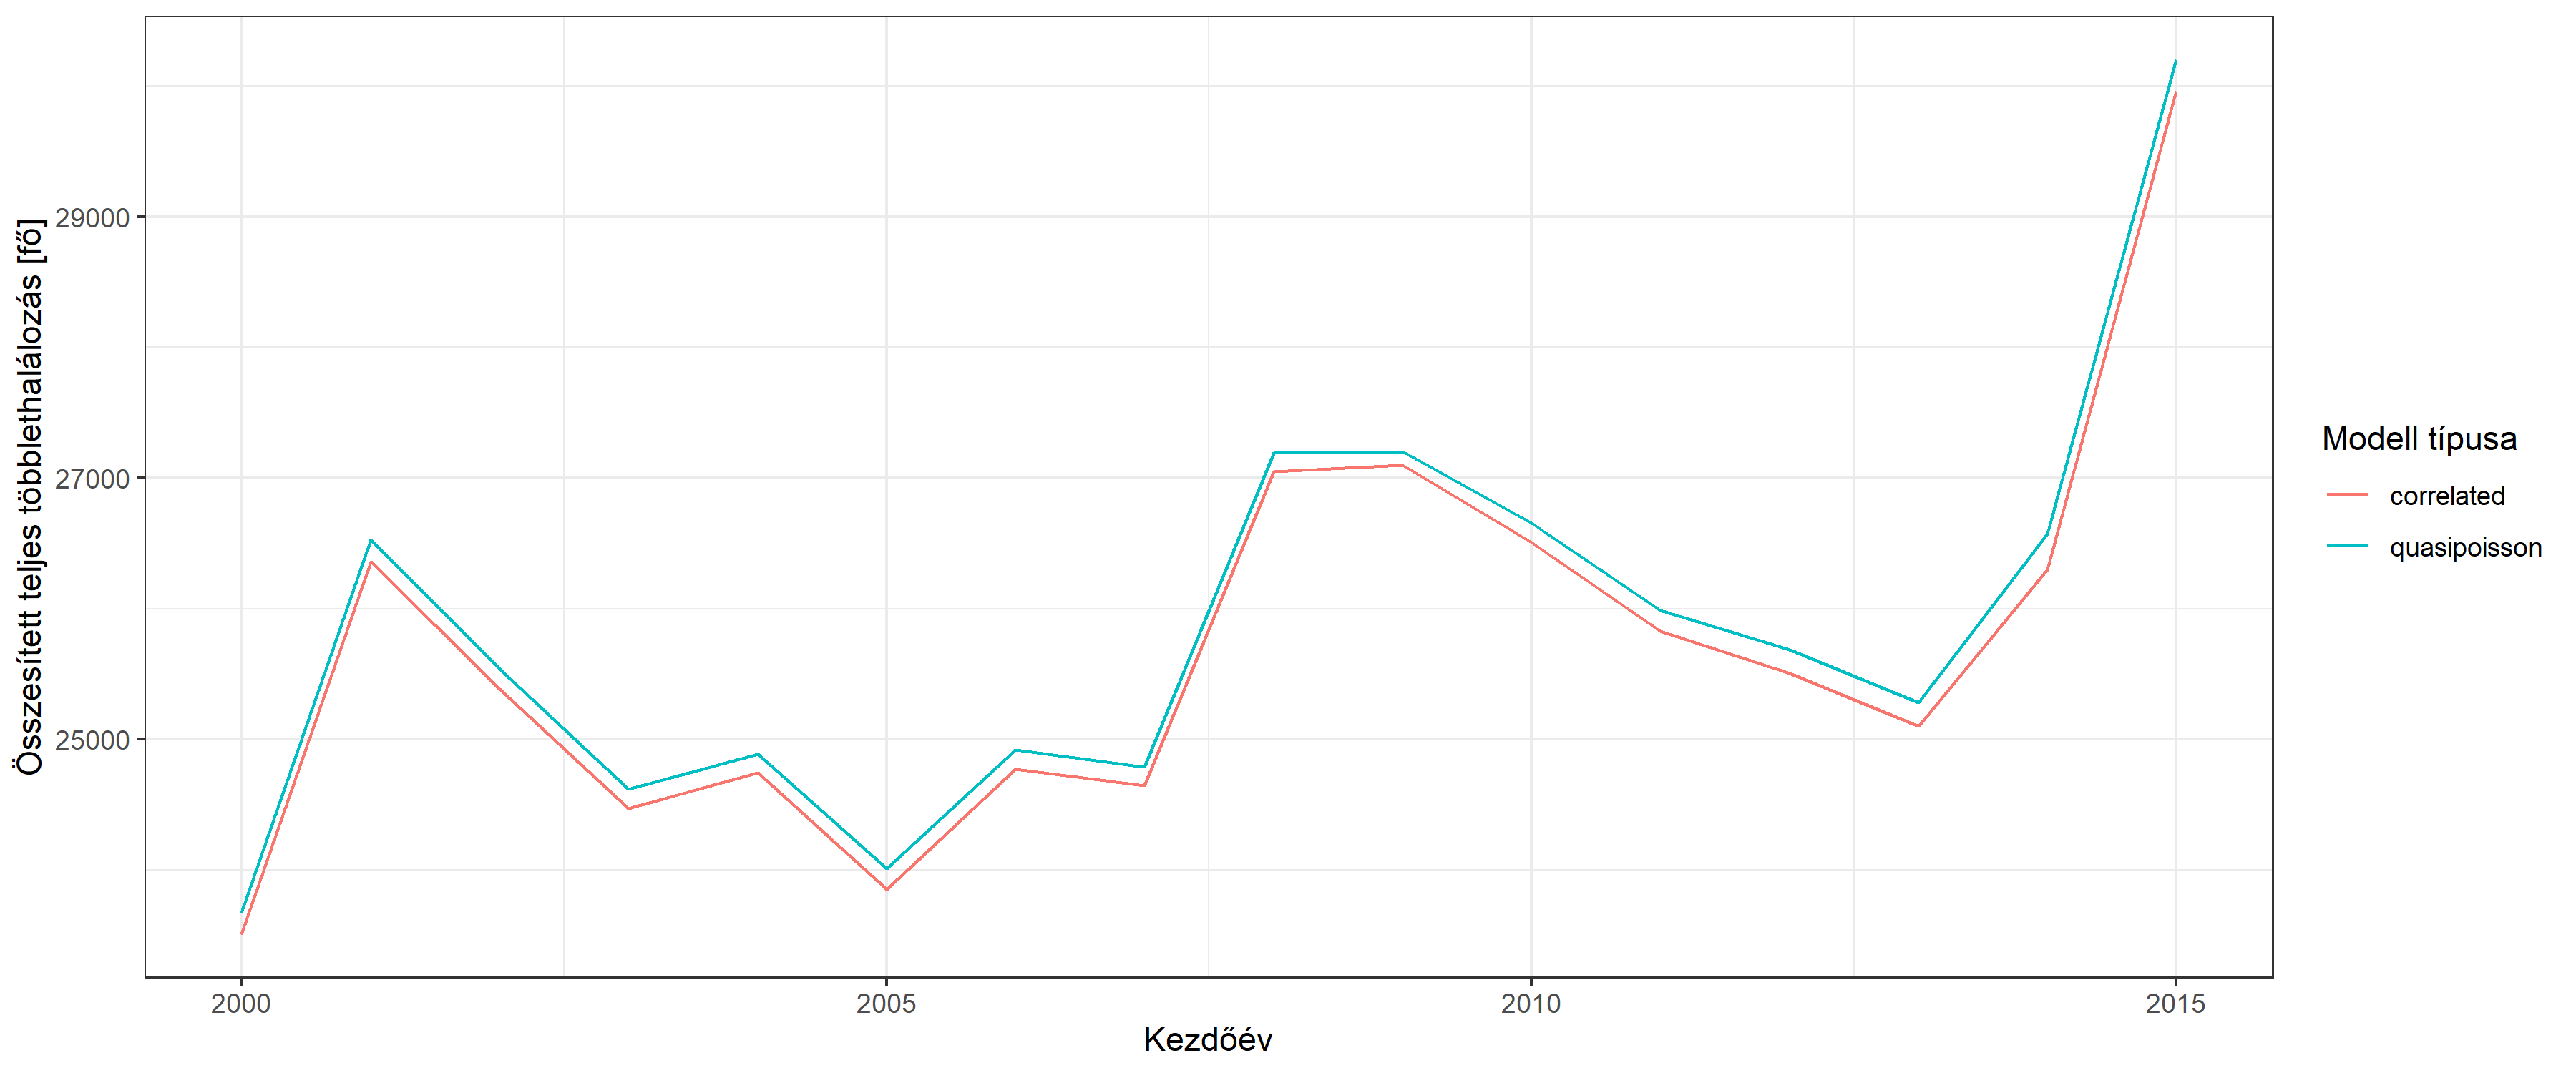 Összesített teljes többlethalálozás [fő]
29000
27000
25000
2000 2005 2010 2015
Kezdőév
Modell típusa
correlated
quasipoisson